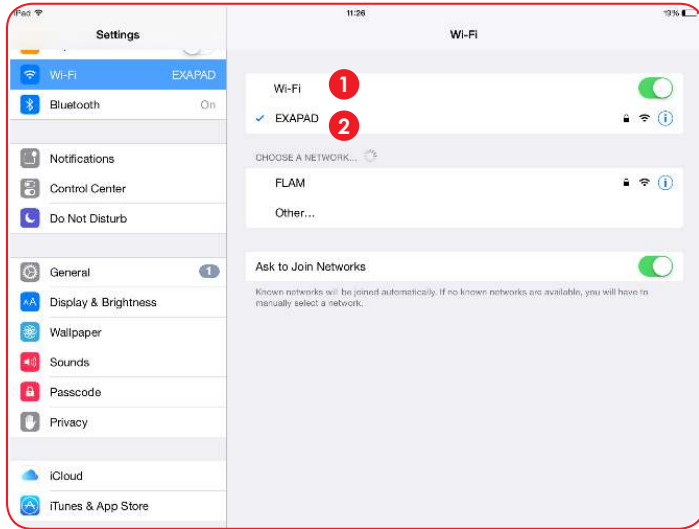 iPad
11:26
19%
Settings
Wi-Fi
Wi-Fi EXAPAD
Bluetooth On
Notifications
Control Center
Do Not Disturb
General 1
Display & Brightness
Wallpaper
Sounds
Passcode
Privacy
iCloud
iTunes & App Store
Wi-Fi 1
EXAPAD 2
CHOOSE A NETWORK...
FLAM
Other...
Ask to Join Networks
Known networks will be joined automatically. If no known networks are available, you will have to
manually select a network.